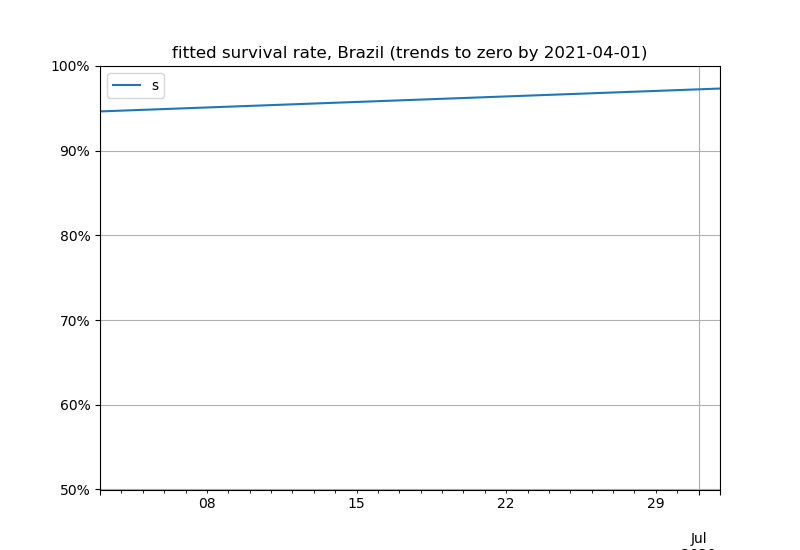 fitted survival rate, Brazil (trends to zero by 2021-04-01)
100%
s
90%
80%
70%
60%
50%
08 15 22 29
Jul